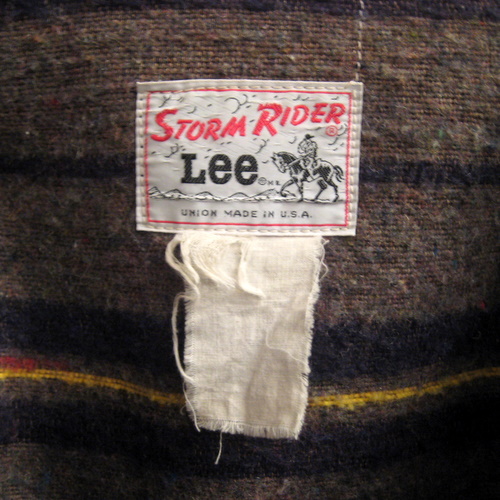 STORM RIDER®
Lee® M.R.
UNION MADE IN U.S.A.